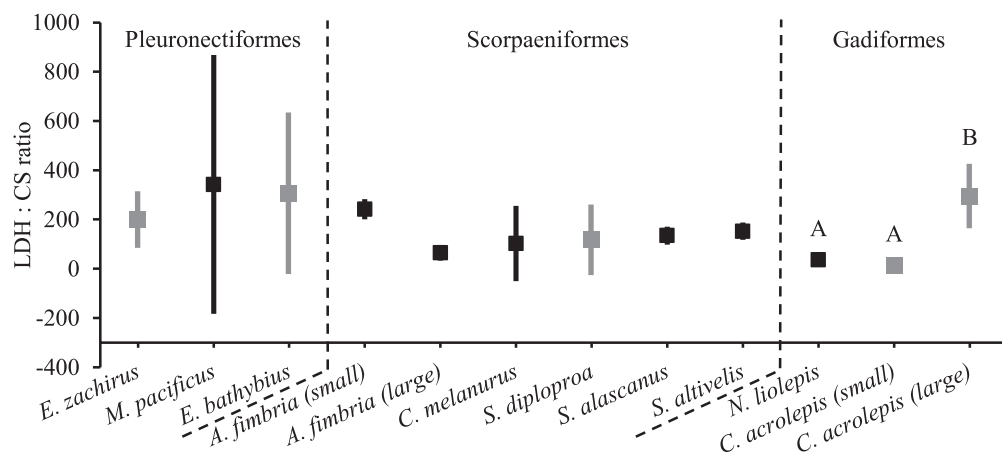 Pleuronectiformes
Scorpaeniformes
Gadiformes
LDH : CS ratio
1000
800
600
400
200
0
-200
-400
A
A
B
E. zachirus
M. pacificus
E. bathybius
A. fimbria (small)
A. fimbria (large)
C. melanurus
S. diploproa
S. alascanus
S. altivelis
N. liolepis
C. acrolepis (small)
C. acrolepis (large)